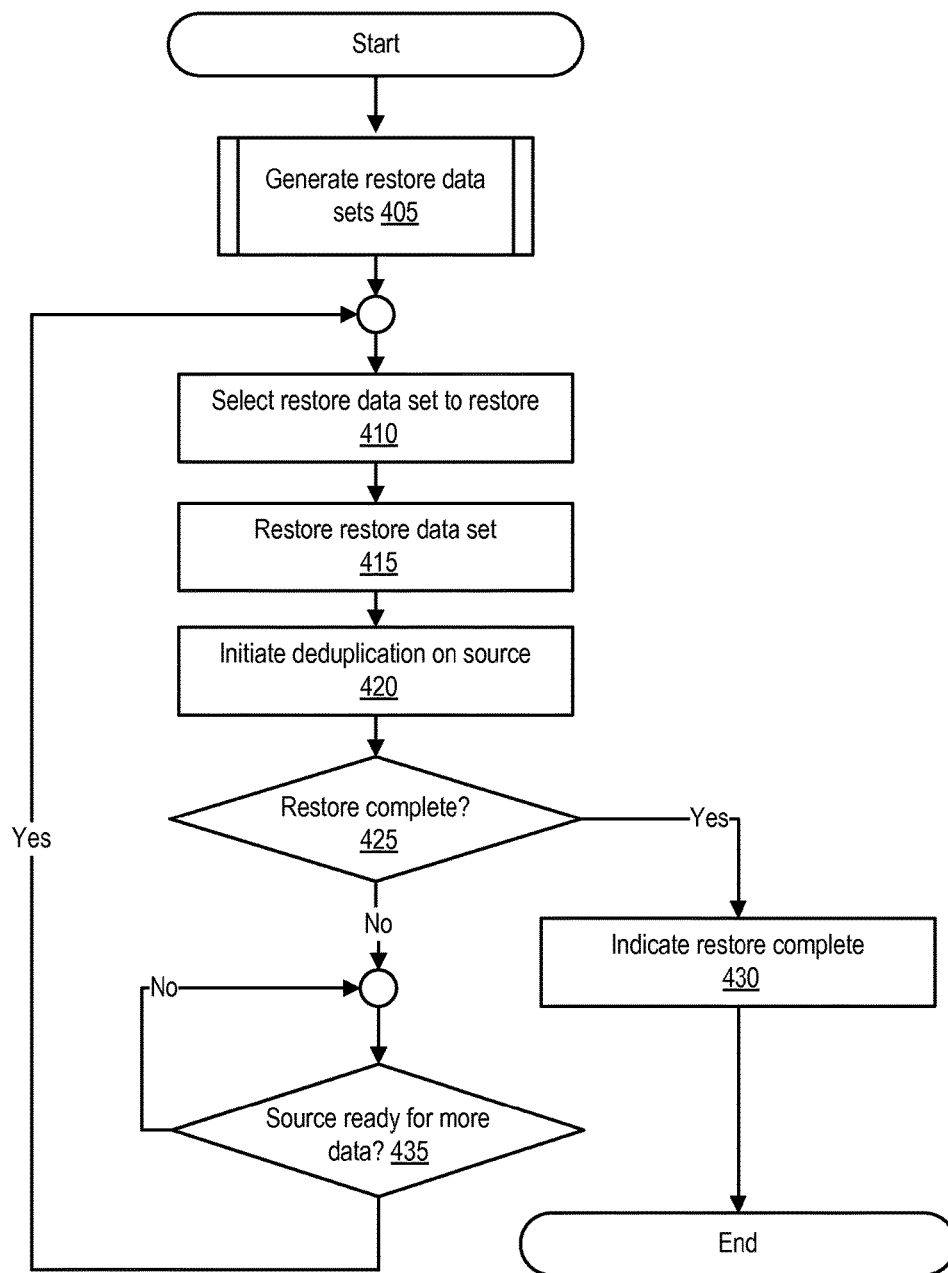 Start
Generate restore data
sets 405
Select restore data set to restore
410
Restore restore data set
415
Initiate deduplication on source
420
Restore complete?
425
Yes
Yes
No
Indicate restore complete
430
No
Source ready for more
data? 435
End